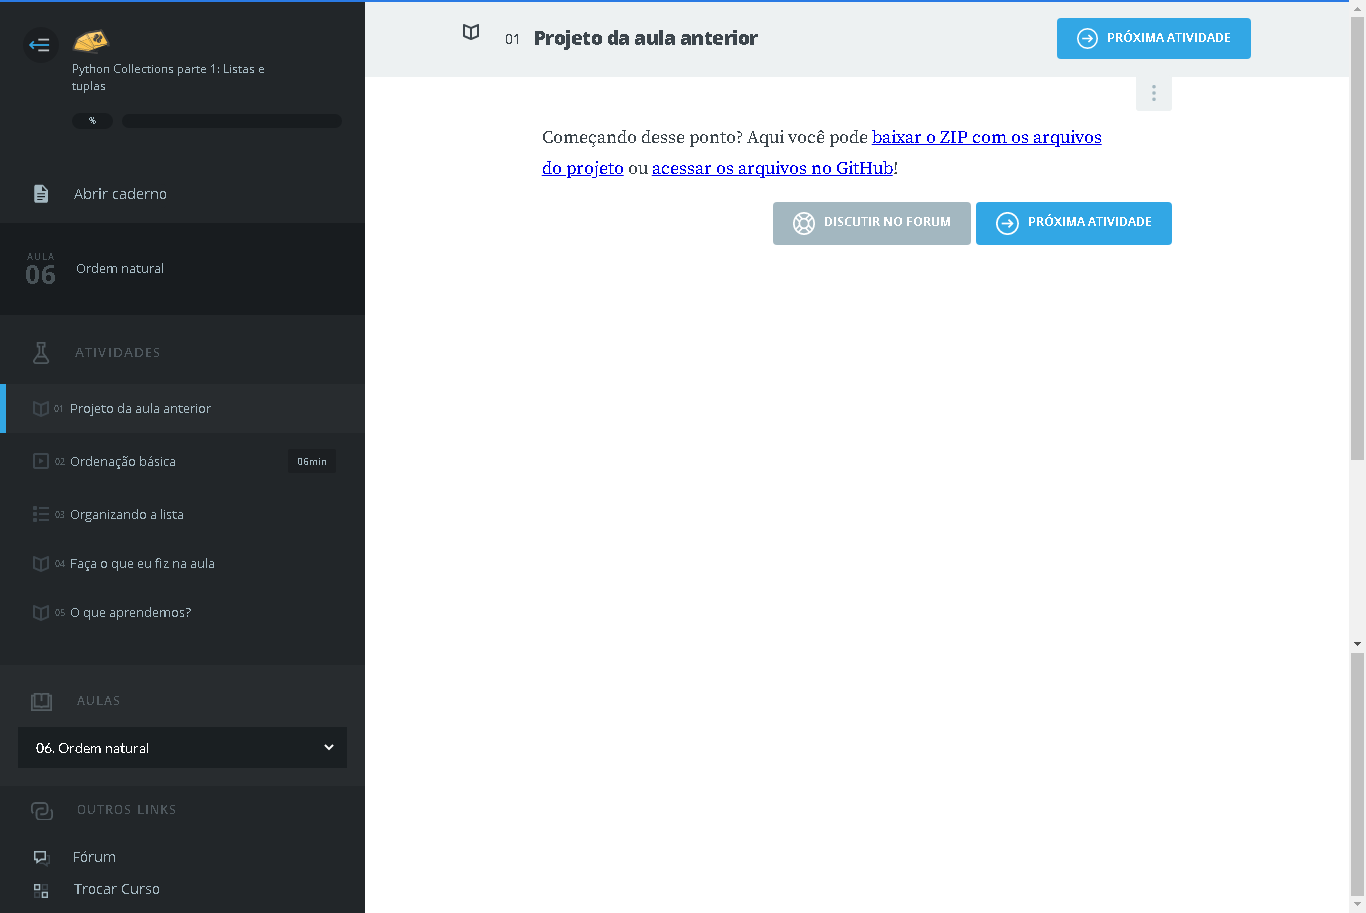 Python Collections parte 1: Listas e
tuplas
%
Abrir caderno
AULA
06
Ordem natural
ATIVIDADES
01 Projeto da aula anterior
02 Ordenação básica 06min
03 Organizando a lista
04 Faça o que eu fiz na aula
05 O que aprendemos?
AULAS
06. Ordem natural
OUTROS LINKS
Fórum
Trocar Curso
01 Projeto da aula anterior
PRÓXIMA ATIVIDADE
Começando desse ponto? Aqui você pode baixar o ZIP com os arquivos
do projeto ou acessar os arquivos no GitHub!
DISCUTIR NO FORUM
PRÓXIMA ATIVIDADE